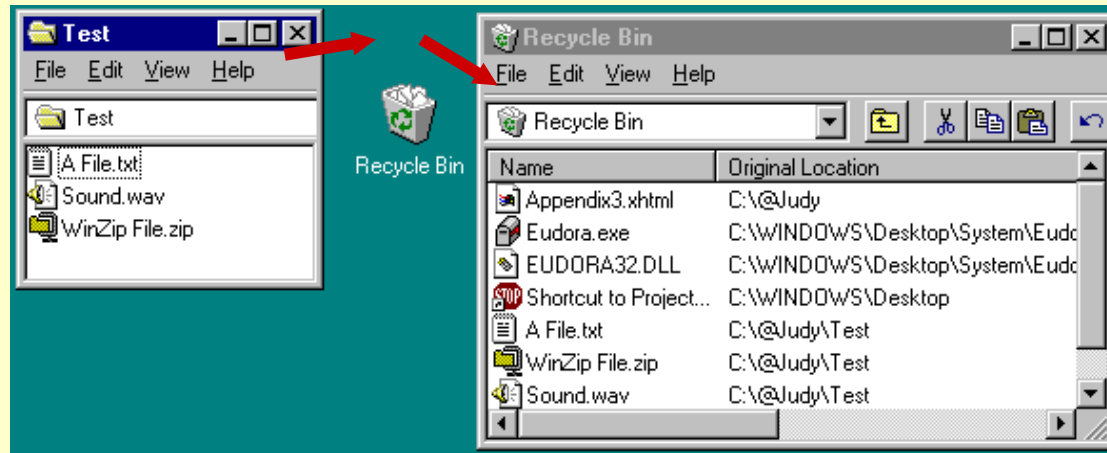 Test
File Edit View Help
Test
A File.txt
Sound.wav
WinZip File.zip
Recycle Bin
Recycle Bin
File Edit View Help
Recycle Bin
Name Original Location
Appendix3.xhtml C:\@Judy
Eudora.exe C:\WINDOWS\Desktop\System\Eudo
EUDORA32.DLL C:\WINDOWS\Desktop\System\Eudo
STOP Shortcut to Project... C:\WINDOWS\Desktop
A File.txt C:\@Judy\Test
WinZip File.zip C:\@Judy\Test
Sound.wav C:\@Judy\Test